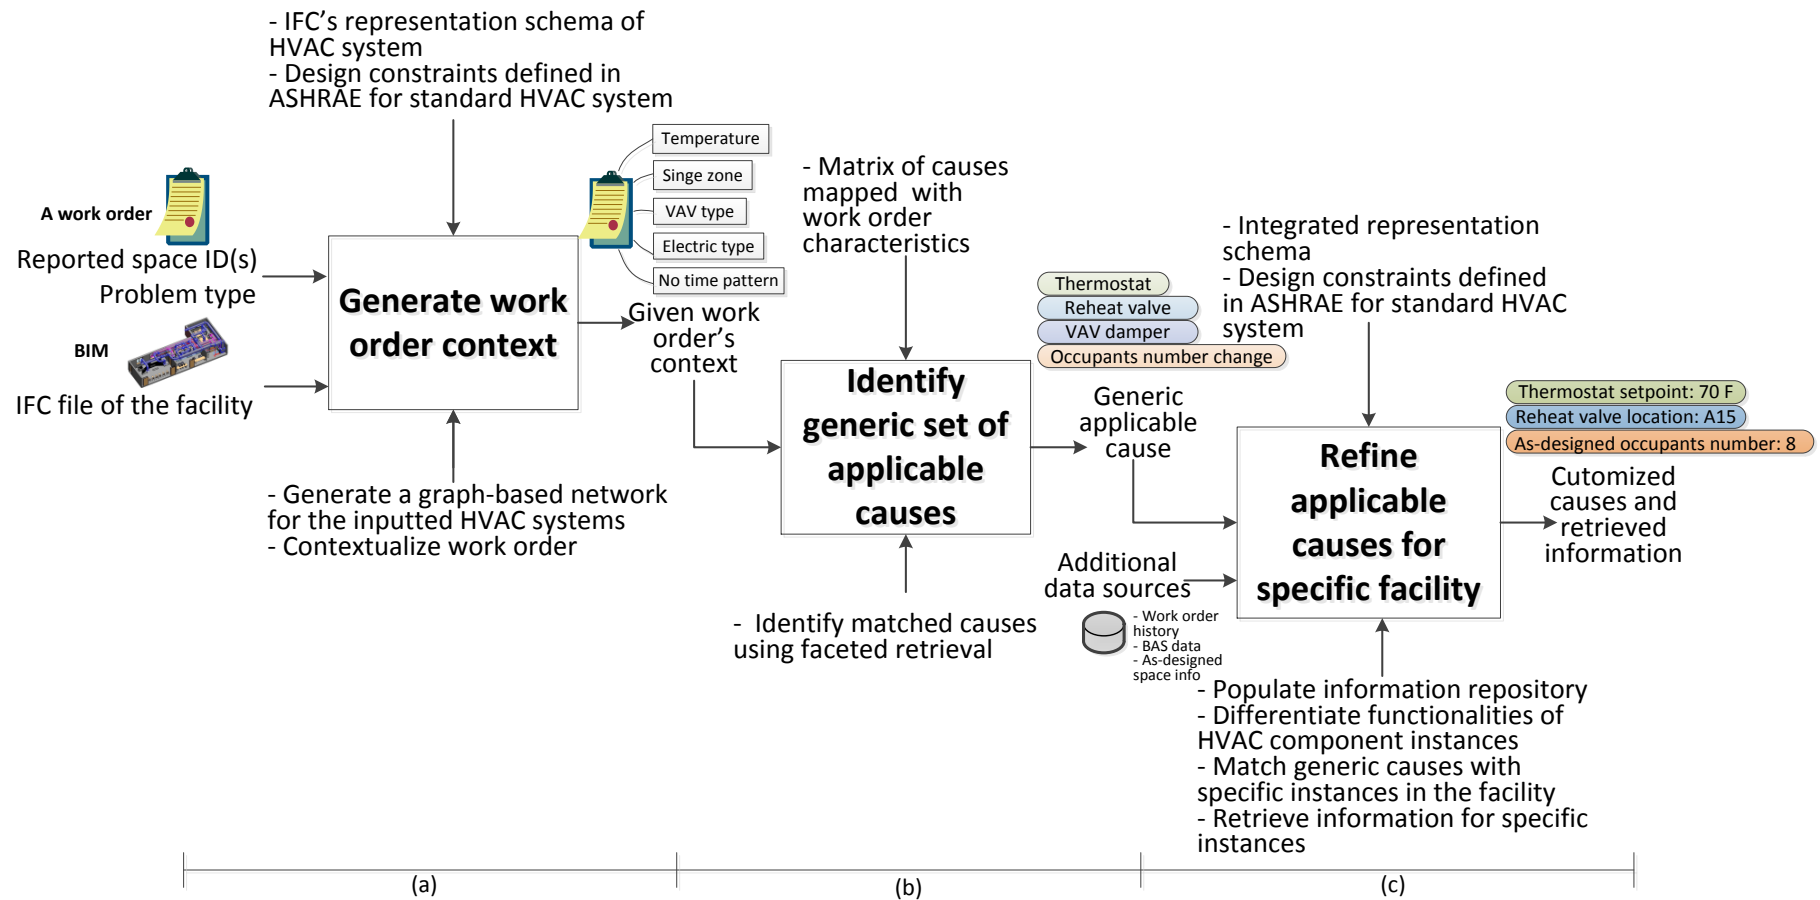 - IFC's representation schema of
HVAC system
- Design constraints defined in
ASHRAE for standard HVAC system
A work order
Reported space ID(s)
Problem type
BIM
IFC file of the facility
Generate work
order context
- Generate a graph-based network
for the inputted HVAC systems
- Contextualize work order
Temperature
Singe zone
VAV type
Electric type
No time pattern
Given work
order's
context
- Matrix of causes
mapped with
work order
characteristics
Identify
generic set of
applicable
causes
- Identify matched causes
using faceted retrieval
Thermostat
Reheat valve
VAV damper
Occupants number change
Generic
applicable
cause
Additional
data sources
- Work order
history
- BAS data
- As-designed
space info
- Integrated representation
schema
- Design constraints defined
in ASHRAE for standard HVAC
system
Refine
applicable
causes for
specific facility
- Populate information repository
- Differentiate functionalities of
HVAC component instances
- Match generic causes with
specific instances in the facility
- Retrieve information for specific
instances
Thermostat setpoint: 70 F
Reheat valve location: A15
As-designed occupants number: 8
Cutomized
causes and
retrieved
information
(a)
(b)
(c)